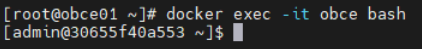 [root@obce01 ~]# docker exec -it obce bash
[admin@30655f40a553 ~]$